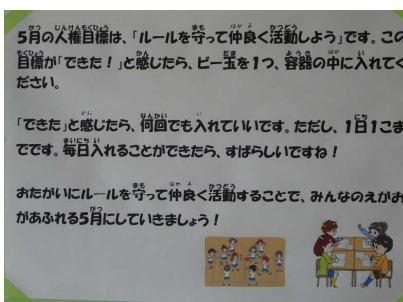 5月の人権目標は、「ルールを守って仲良く活動しよう」です。この
目標が「できた！」と感じたら、ビー玉を1つ、容器の中に入れてく
ださい。
「できた」と感じたら、何回でも入れていいです。ただし、1日1こま
でです。毎日入れることができたら、すばらしいですね！
おたがいにルールを守って仲良く活動することで、みんなのえがお
があふれる5月にしていきましょう！